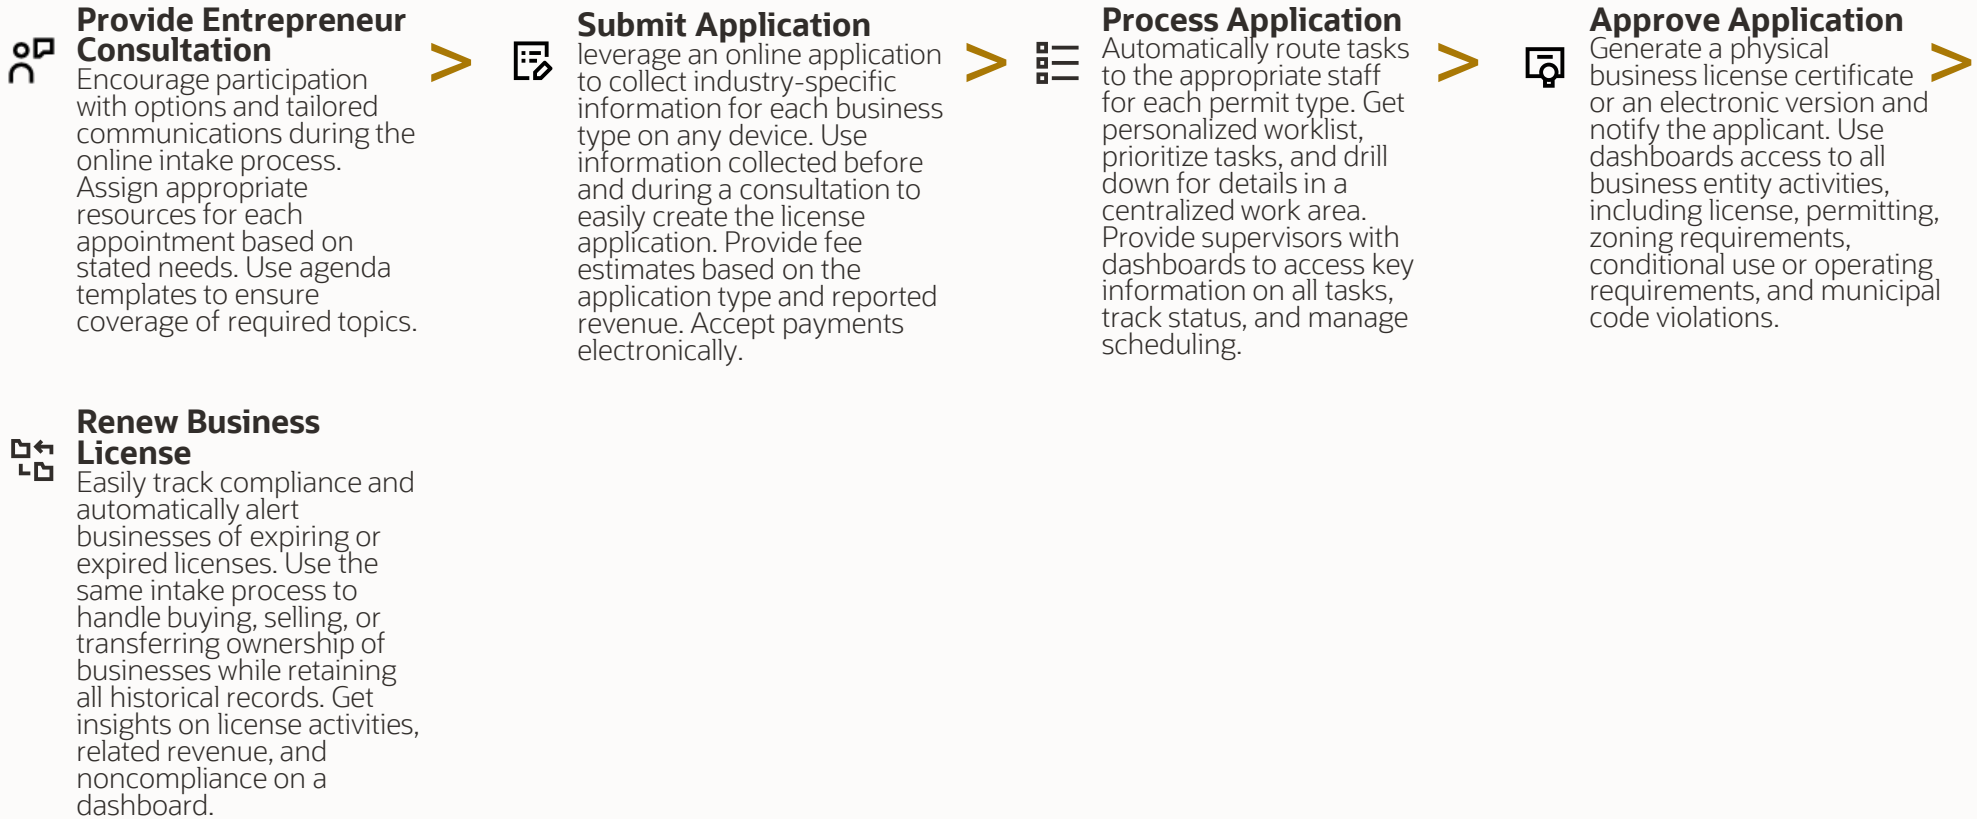 Provide Entrepreneur
Consultation
Encourage participation
with options and tailored
communications during the
online intake process.
Assign appropriate
resources for each
appointment based on
stated needs. Use agenda
templates to ensure
coverage of required topics.
>
Submit Application
leverage an online application
to collect industry-specific
information for each business
type on any device. Use
information collected before
and during a consultation to
easily create the license
application. Provide fee
estimates based on the
application type and reported
revenue. Accept payments
electronically.
>
Process Application
Automatically route tasks
to the appropriate staff
for each permit type. Get
personalized worklist,
prioritize tasks, and drill
down for details in a
centralized work area.
Provide supervisors with
dashboards to access key
information on all tasks,
track status, and manage
scheduling.
>
Approve Application
Generate a physical
business license certificate
or an electronic version and
notify the applicant. Use
dashboards access to all
business entity activities,
including license, permitting,
zoning requirements,
conditional use or operating
requirements, and municipal
code violations.
>
Renew Business
License
Easily track compliance and
automatically alert
businesses of expiring or
expired licenses. Use the
same intake process to
handle buying, selling, or
transferring ownership of
businesses while retaining
all historical records. Get
insights on license activities,
related revenue, and
noncompliance on a
dashboard.